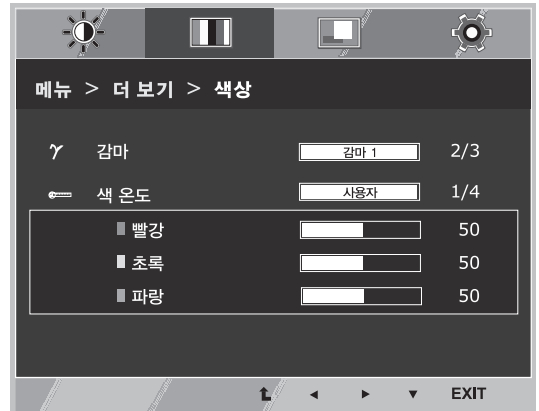 메뉴 > 더 보기 > 색상
γ 감마 감마 1 2/3
색 온도 사용자 1/4
빨강 50
초록 50
파랑 50
EXIT